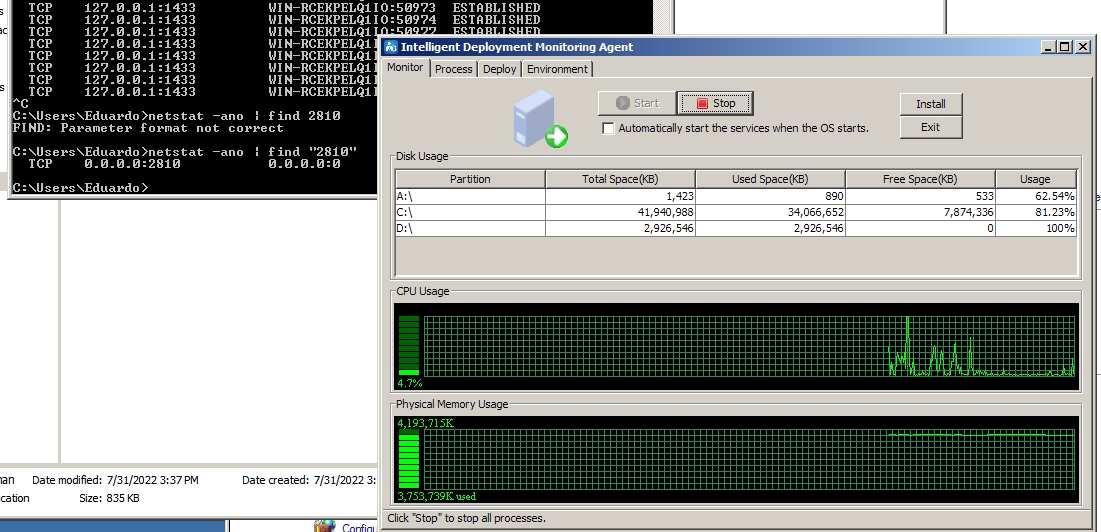 TCP 127.0.0.1:1433 WIN-RCEKPELQ1IO:50973 ESTABLISHED
TCP 127.0.0.1:1433 WIN-RCEKPELQ1IO:50974 ESTABLISHED
TCP 127.0.0.1:1433 WIN-RCEKPELQ1IO:50977 ESTABLISHED
TCP 127.0.0.1:1433 WIN-RCEKPELQ1I
TCP 127.0.0.1:1433 WIN-RCEKPELQ1I
TCP 127.0.0.1:1433 WIN-RCEKPELQ1I
TCP 127.0.0.1:1433 WIN-RCEKPELQ1I
TCP 127.0.0.1:1433 WIN-RCEKPELQ1I
^C
C:\Users\Eduardo>netstat -ano | find 2810
FIND: Parameter format not correct
C:\Users\Eduardo>netstat -ano | find "2810"
TCP 0.0.0.0:2810 0.0.0.0:0
C:\Users\Eduardo>
Intelligent Deployment Monitoring Agent
Monitor Process Deploy Environment
Start Stop Install
Automatically start the services when the OS starts. Exit
Disk Usage
Partition Total Space(KB) Used Space(KB) Free Space(KB) Usage
A:\ 1,423 890 533 62.54%
C:\ 41,940,988 34,066,652 7,874,336 81.23%
D:\ 2,926,546 2,926,546 0 100%
CPU Usage
4.7%
Physical Memory Usage
4,193,715K
3,753,739K used
Click "Stop" to stop all processes.
Date modified: 7/31/2022 3:37 PM Date created: 7/31/2022 3:
cation Size: 835 KB
Configu